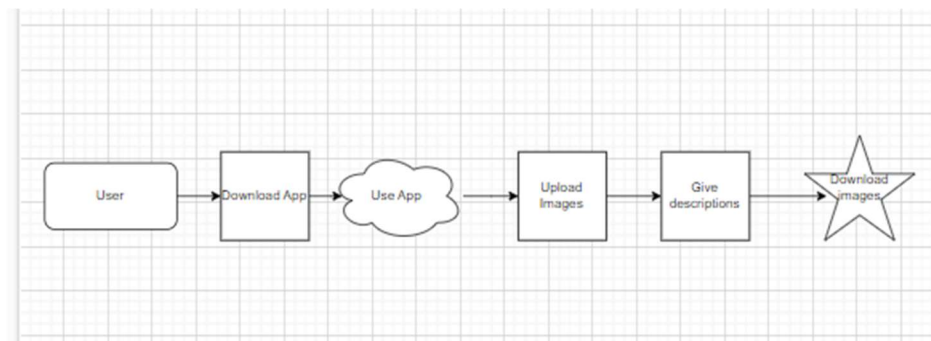 User
Download App
Use App
Upload
Images
Give
descriptions
Download
images